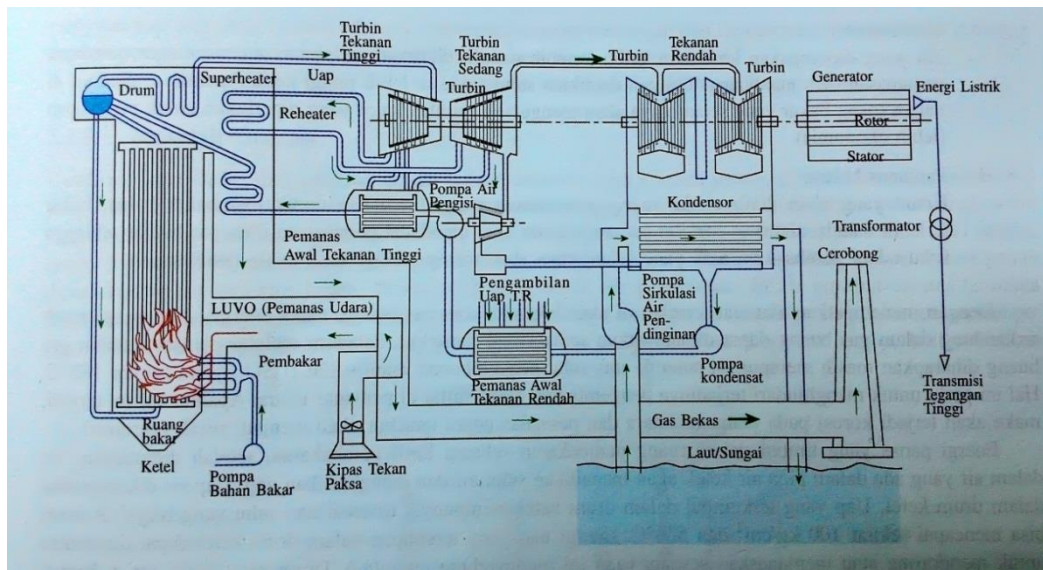 Turbin
Tekanan
Tinggi
Turbin
Tekanan
Sedang
Turbin
Turbin
Tekanan
Rendah
Turbin
Generator
Energi Listrik
Rotor
Stator
Drum
Superheater
Uap
Reheater
Pompa Air
Pengisi
Kondensor
Transformator
Cerobong
Pemanas
Awal Tekanan Tinggi
Pengambilan
Uap T.R
Pompa
Sirkulasi
Air
Pen-
dinginan
LUVO (Pemanas Udara)
Pembakar
Pompa
kondensat
Pemanas Awal
Tekanan Rendah
Transmisi
Tegangan
Tinggi
Ruang
bakar
Ketel
Pompa
Bahan Bakar
Kipas Tekan
Paksa
Gas Bekas
Laut/Sungai